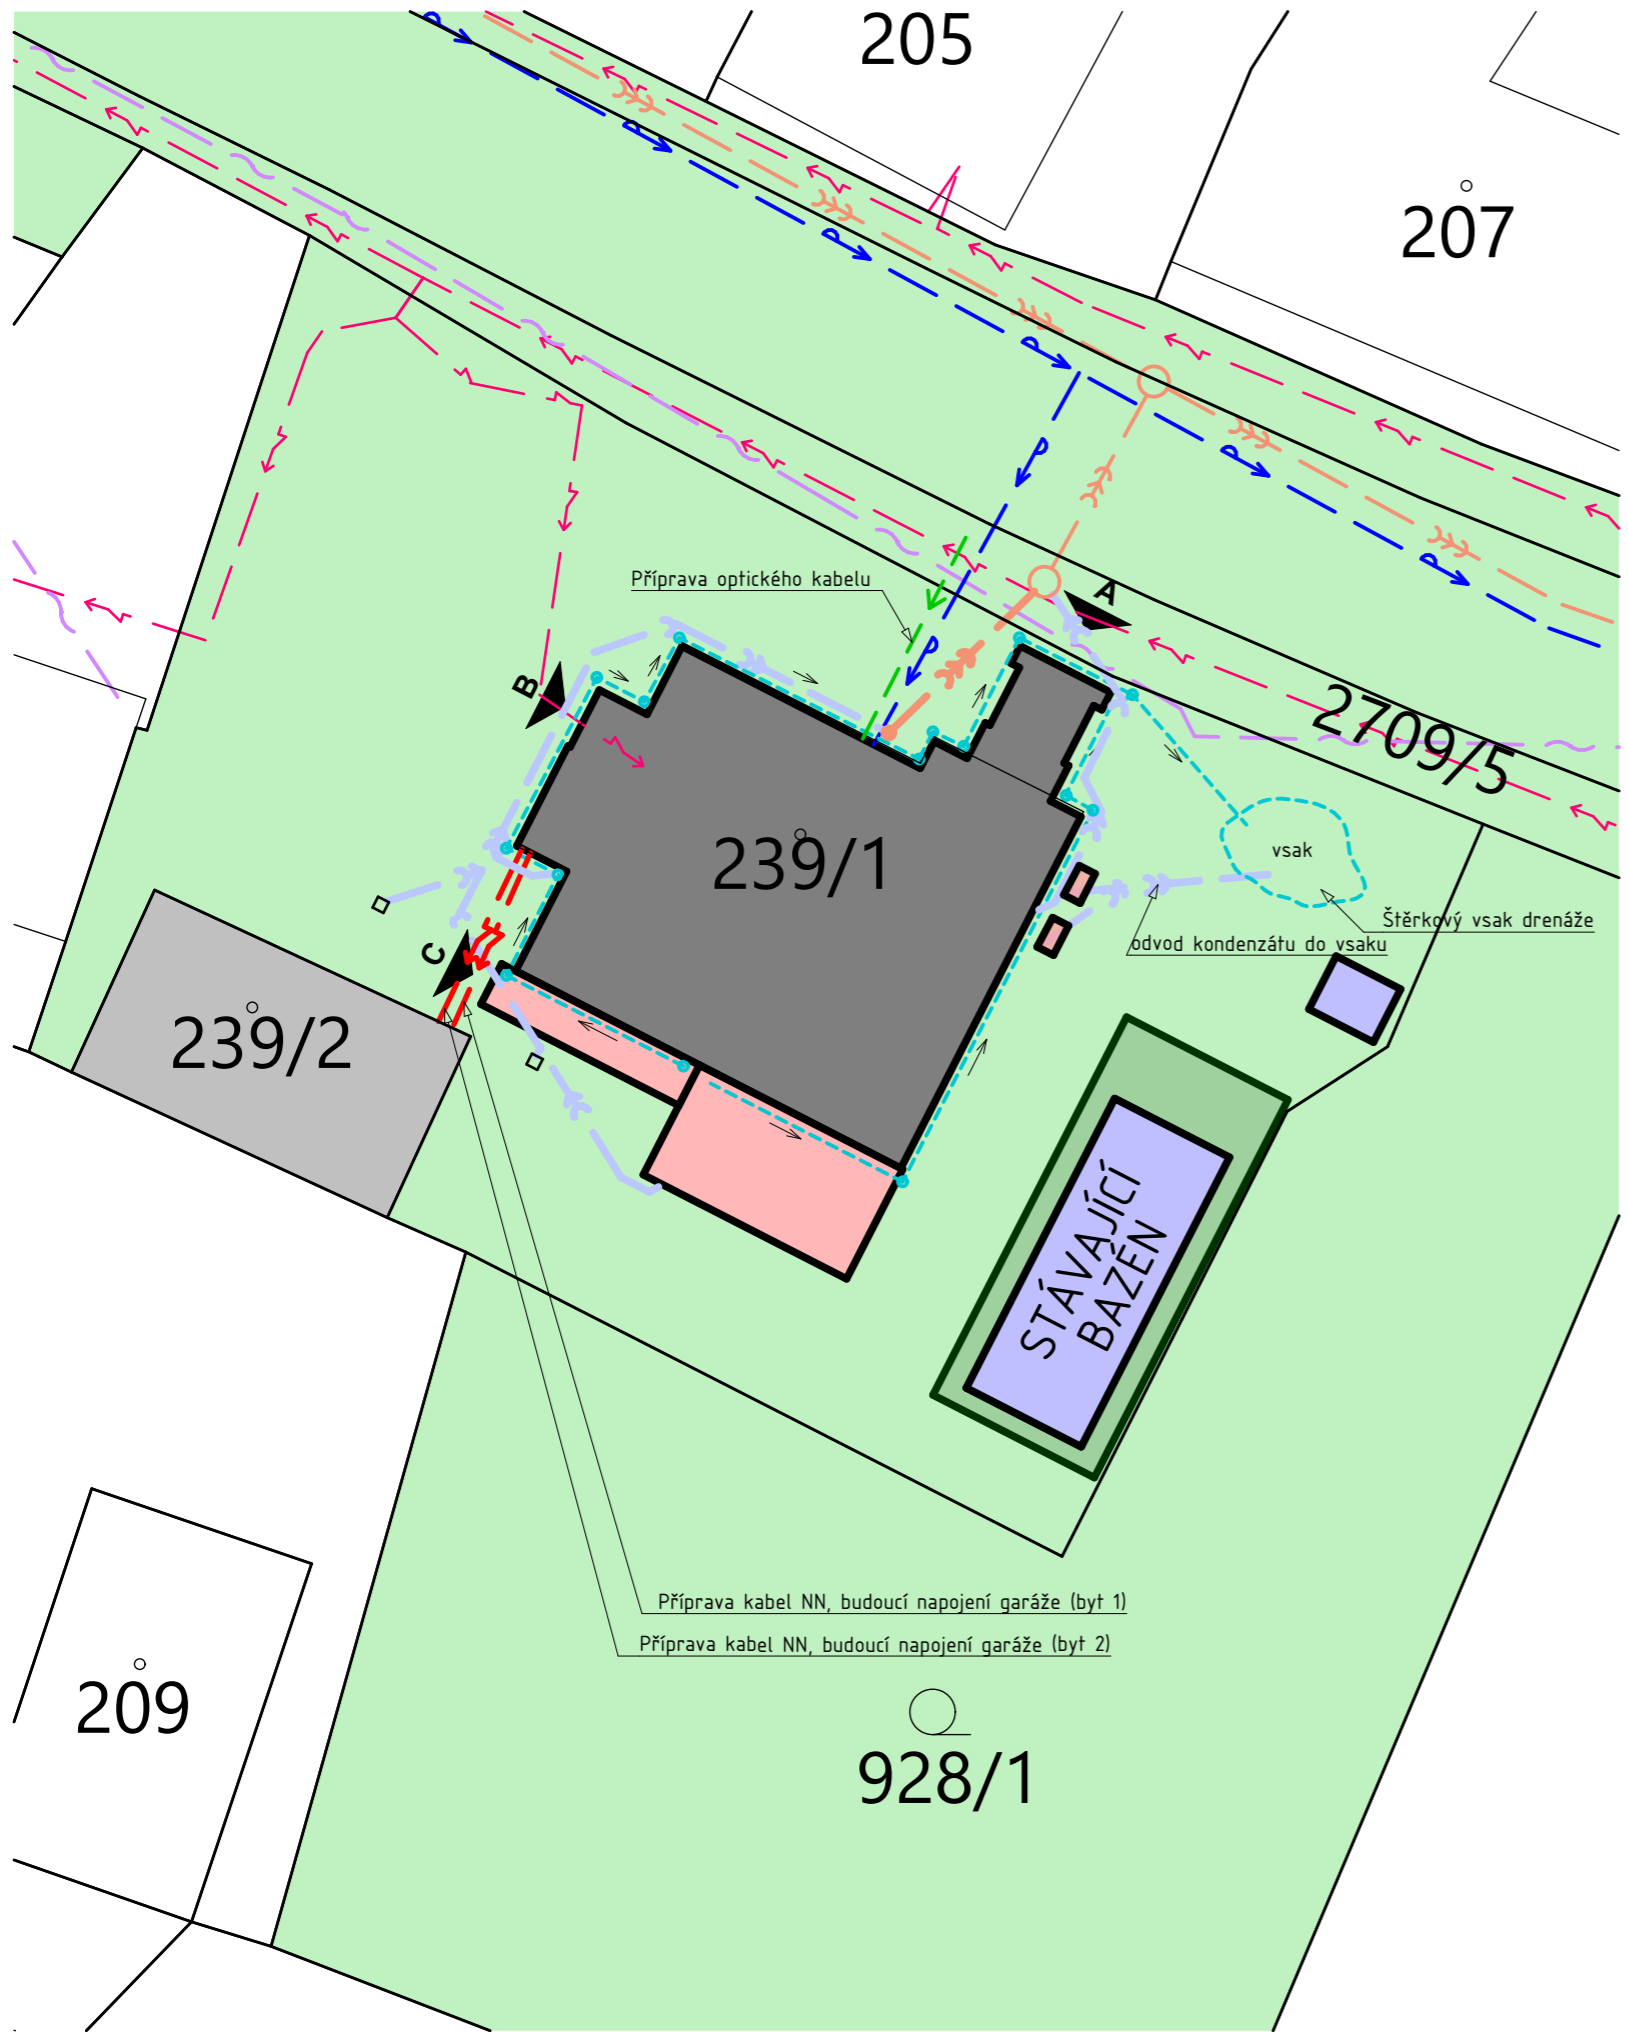 205
207
Příprava optického kabelu
A
B
2709/5
239/1
vsak
Štěrkový vsak drenáže
odvod kondenzátu do vsaku
C
239/2
STÁVAJÍCÍ
BAZÉN
Příprava kabel NN, budoucí napojení garáže (byt 1)
Příprava kabel NN, budoucí napojení garáže (byt 2)
209
928/1